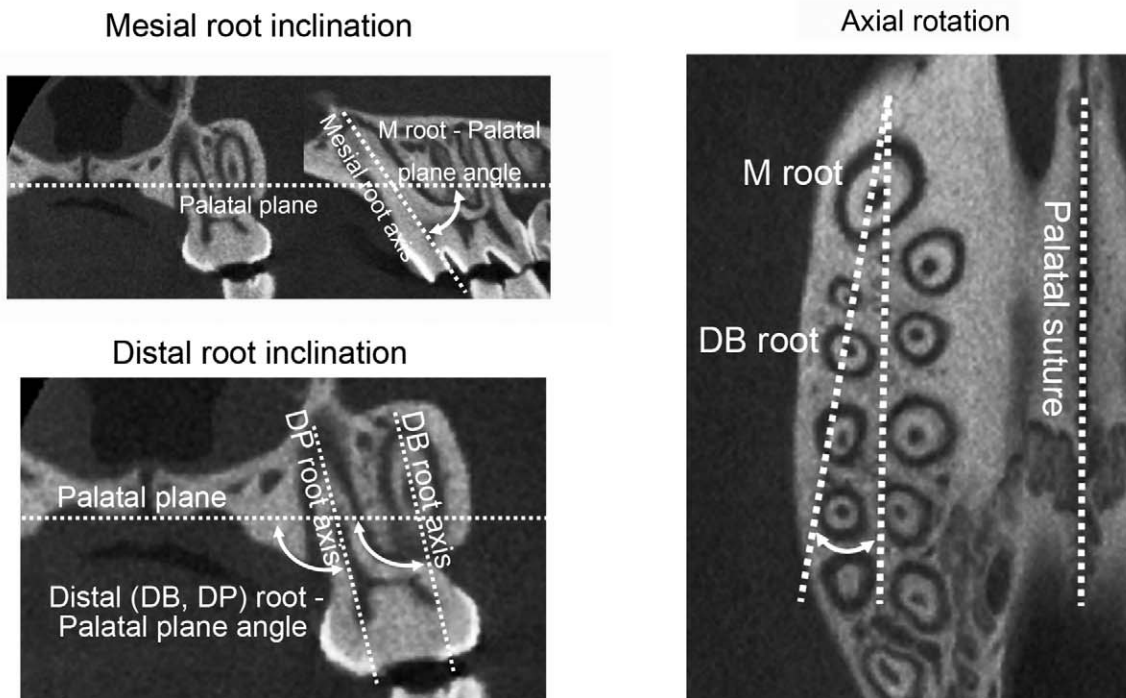 Mesial root inclination
Palatal plane
Mesial root axis
M root - Palatal
plane angle
Distal root inclination
Palatal plane
DP root axis
DB root axis
Distal (DB, DP) root -
Palatal plane angle
Axial rotation
M root
DB root
Palatal suture